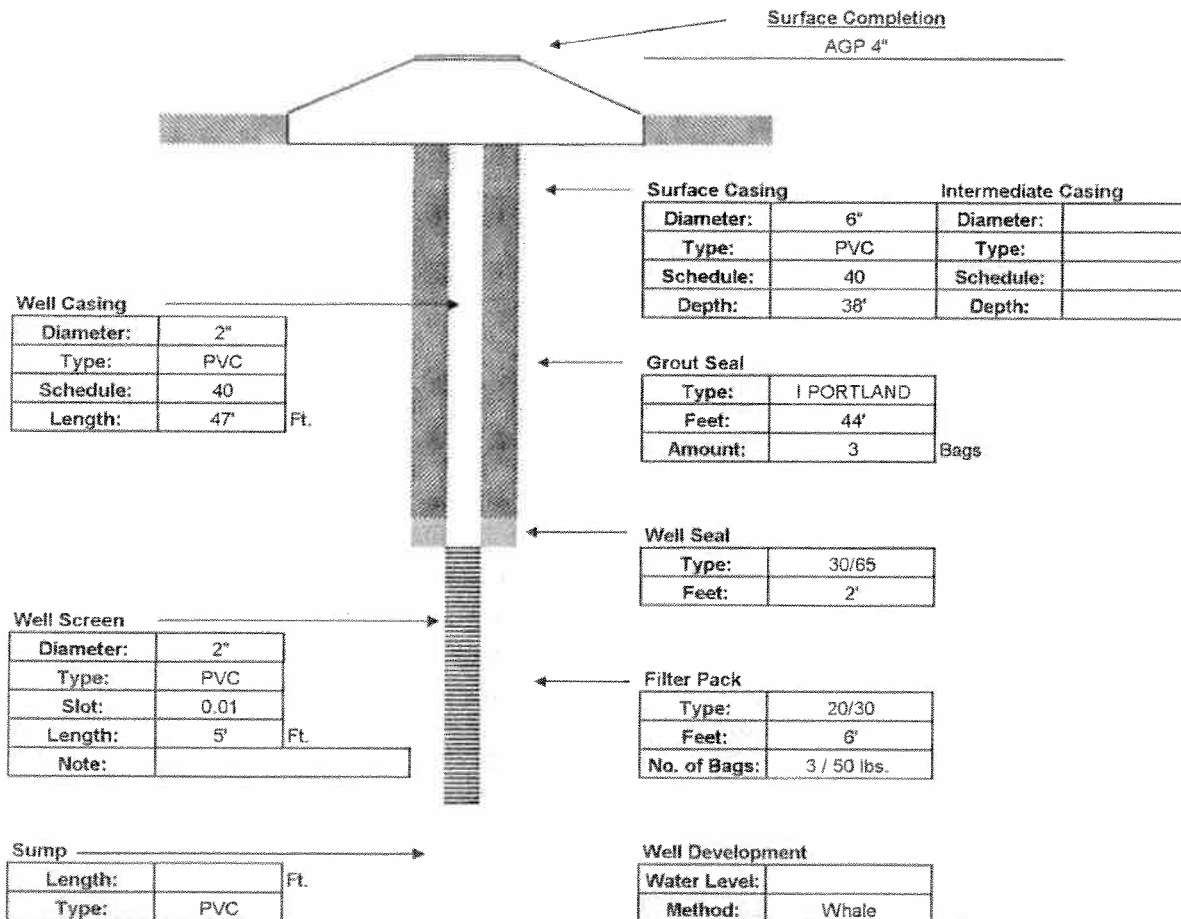 Surface Completion
AGP 4"
Surface Casing
Intermediate Casing
Diameter: 6" Diameter:
Type: PVC Type:
Schedule: 40 Schedule:
Depth: 38' Depth:
Well Casing
Diameter: 2"
Type: PVC
Schedule: 40
Length: 47' Ft.
Grout Seal
Type: I PORTLAND
Feet: 44'
Amount: 3 Bags
Well Seal
Type: 30/65
Feet: 2'
Well Screen
Diameter: 2"
Type: PVC
Slot: 0.01
Length: 5' Ft.
Note:
Filter Pack
Type: 20/30
Feet: 6'
No. of Bags: 3 / 50 lbs.
Sump
Length: Ft.
Type: PVC
Well Development
Water Level:
Method: Whale